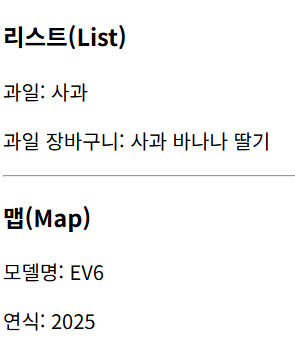 리스트(List)
과일: 사과
과일 장바구니: 사과 바나나 딸기
맵(Map)
모델명: EV6
연식: 2025